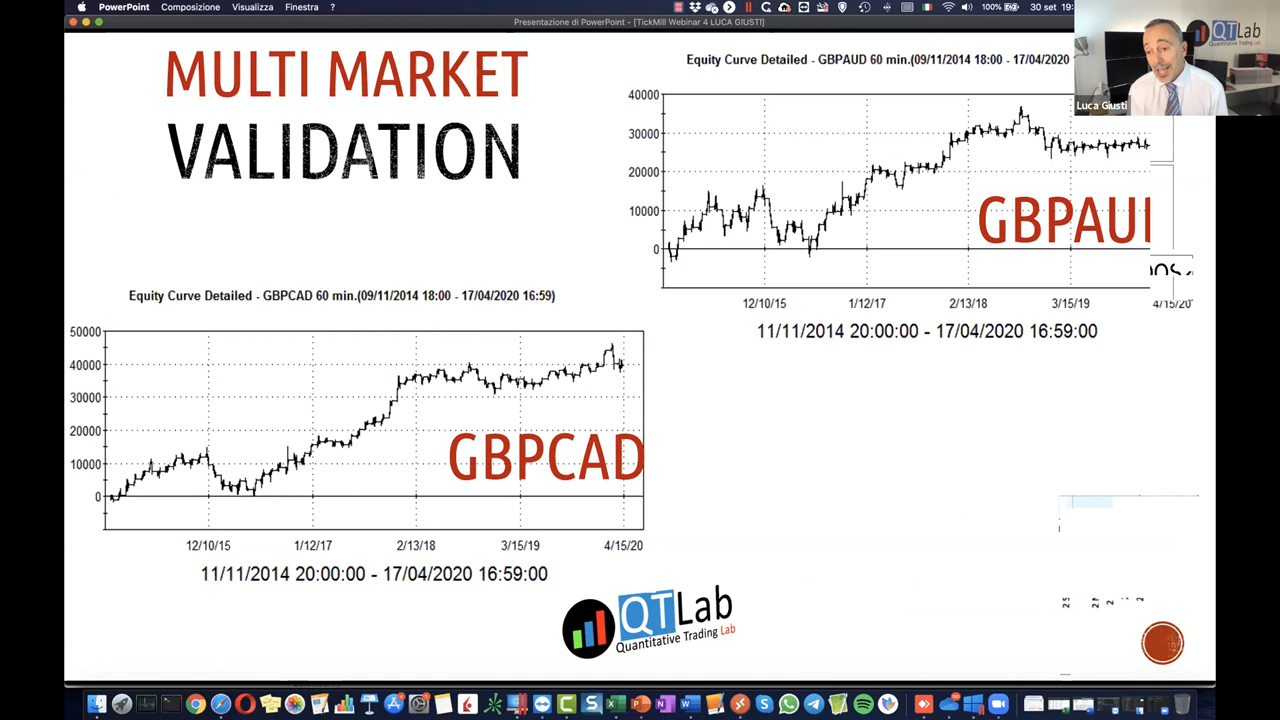 PowerPoint Composizione Visualizza Finestra ?
100% 30 set 19:
Presentazione di PowerPoint - [TickMill Webinar 4 LUCA GIUSTI]
MULTI MARKET
VALIDATION
Equity Curve Detailed - GBPAUD 60 min.(09/11/2014 18:00 - 17/04/2020
QTLab
Quantitative Trading Lab
Luca Giusti
40000
30000
20000
10000
0
GBPAU
12/10/15 1/12/17 2/13/18 3/15/19 4/15/20
11/11/2014 20:00:00 - 17/04/2020 16:59:00
Equity Curve Detailed - GBPCAD 60 min.(09/11/2014 18:00 - 17/04/2020 16:59)
50000
40000
30000
20000
10000
0
GBPCAD
12/10/15 1/12/17 2/13/18 3/15/19 4/15/20
11/11/2014 20:00:00 - 17/04/2020 16:59:00
QTLab
Quantitative Trading Lab